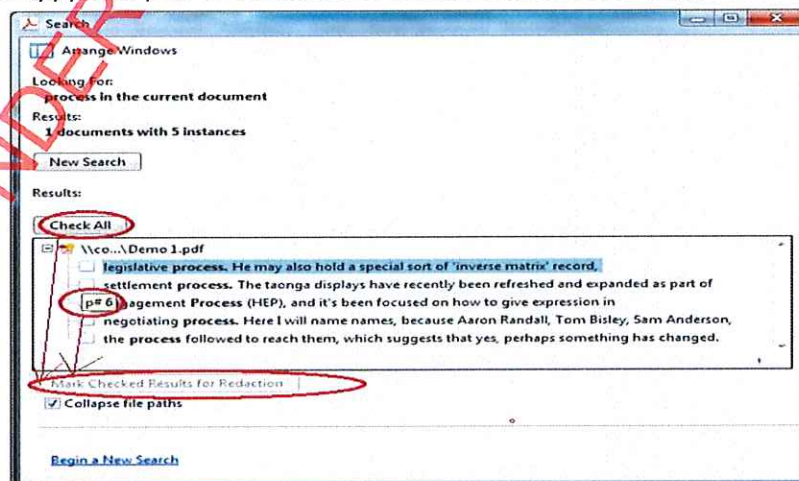 Search
Arrange Windows
Looking For:
process in the current document
Results:
1 documents with 5 instances
New Search
Results:
Check All
\\co...\Demo 1.pdf
legislative process. He may also hold a special sort of 'inverse matrix' record,
settlement process. The taonga displays have recently been refreshed and expanded as part of
p# 6 agement Process (HEP), and it's been focused on how to give expression in
negotiating process. Here I will name names, because Aaron Randall, Tom Bisley, Sam Anderson,
the process followed to reach them, which suggests that yes, perhaps something has changed.
Mark Checked Results for Redaction
Collapse file paths
Begin a New Search
NDER